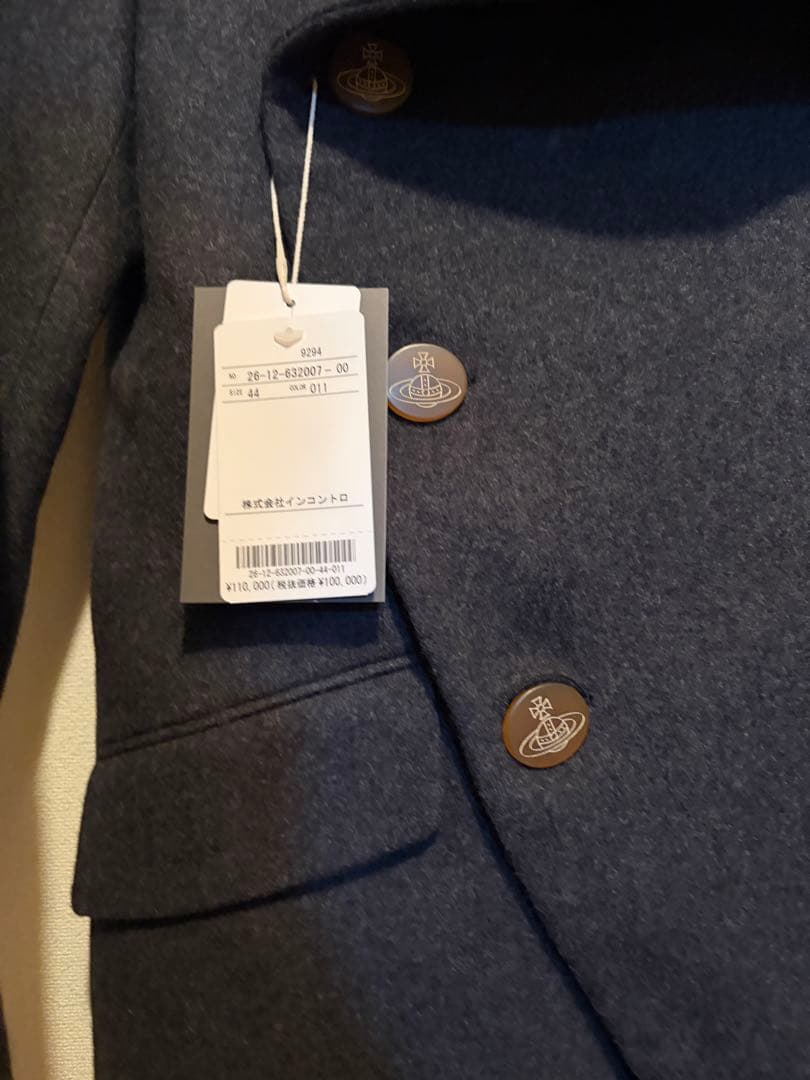 9294
NO. 26-12-632007-00
SIZE 44 COLOR 011
株式会社インコントロ
26-12-632007-00-44-011
¥110,000(税抜価格¥100,000)